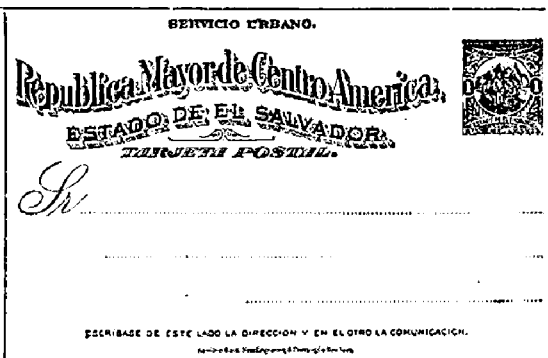 SERVICIO URBANO.
República Mayor de Centro America,
ESTADO DE EL SALVADOR.
TARJETA POSTAL.
Sr
ESCRIBASE DE ESTE LADO LA DIRECCION Y EN EL OTRO LA COMUNICACION.